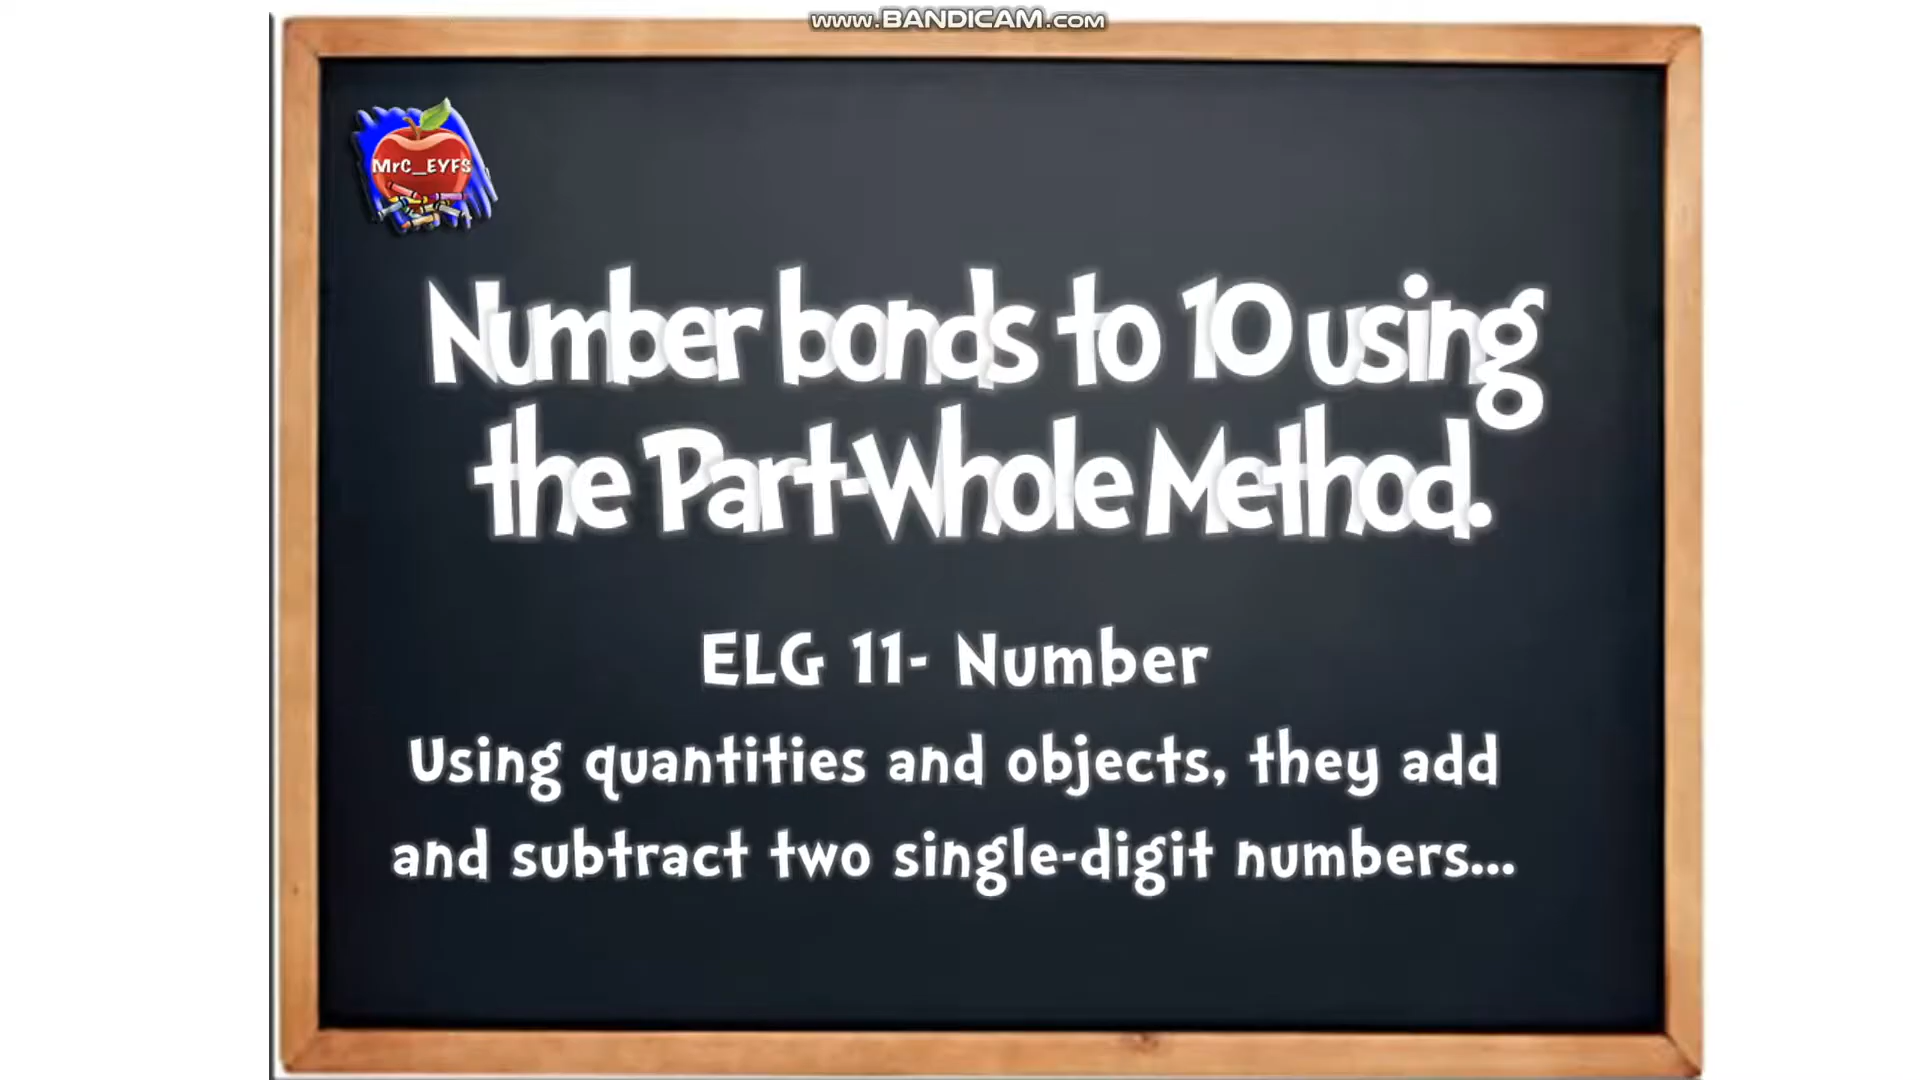 www.BANDICAM.com
MrC_EYFS
Number bonds to 10 using
the Part-Whole Method.
ELG 11- Number
Using quantities and objects, they add
and subtract two single-digit numbers...